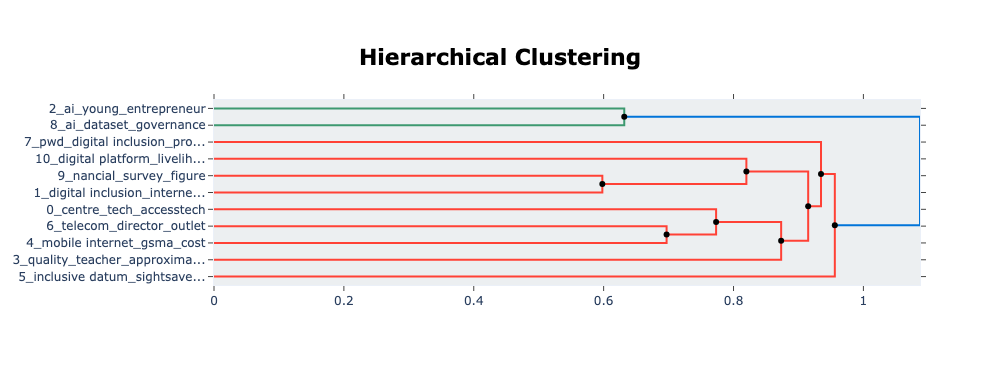 Hierarchical Clustering
2_ai_young_entrepreneur
8_ai_dataset_governance
7_pwd_digital inclusion_pro...
10_digital platform_livelih...
9_nancial_survey_figure
1_digital inclusion_interne...
0_centre_tech_accesstech
6_telecom_director_outlet
4_mobile internet_gsma_cost
3_quality_teacher_approxima...
5_inclusive datum_sightsave...
0 0.2 0.4 0.6 0.8 1